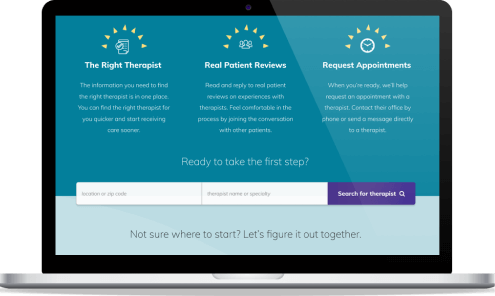 The Right Therapist
The information you need to find
the right therapist is in one place.
You can find the right therapist for
you quicker and start receiving
care sooner.
Real Patient Reviews
Read and reply to real patient
reviews on experiences with
therapists. Feel comfortable in the
process by joining the conversation
with other patients.
Request Appointments
When you're ready, we'll help
request an appointment with a
therapist. Contact their office by
phone or send a message directly
to a therapist.
Ready to take the first step?
location or zip code
therapist name or specialty
Search for therapist
Not sure where to start? Let's figure it out together.